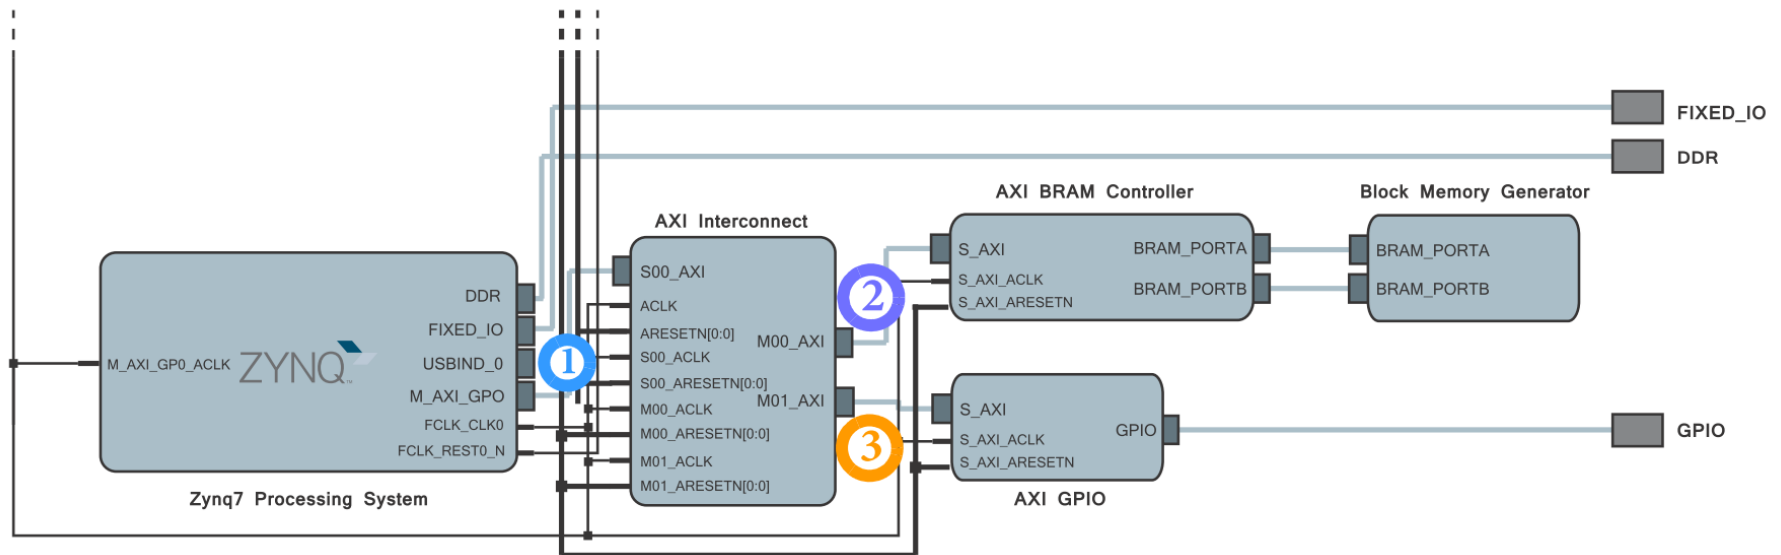 FIXED_IO
DDR
AXI BRAM Controller
Block Memory Generator
AXI Interconnect
S_AXI
BRAM_PORTA
BRAM_PORTA
S00_AXI
S_AXI_ACLK
BRAM_PORTB
BRAM_PORTB
S_AXI_ARESETN
DDR
2
ACLK
FIXED_IO
ARESETN[0:0]
M00_AXI
M_AXI_GP0_ACLK
ZYNQ
USBIND_0
1
S00_ACLK
M_AXI_GPO
S00_ARESETN[0:0]
M01_AXI
M00_ACLK
S_AXI
FCLK_CLK0
M00_ARESETN[0:0]
3
S_AXI_ACLK
GPIO
GPIO
FCLK_REST0_N
M01_ACLK
S_AXI_ARESETN
M01_ARESETN[0:0]
Zynq7 Processing System
AXI GPIO